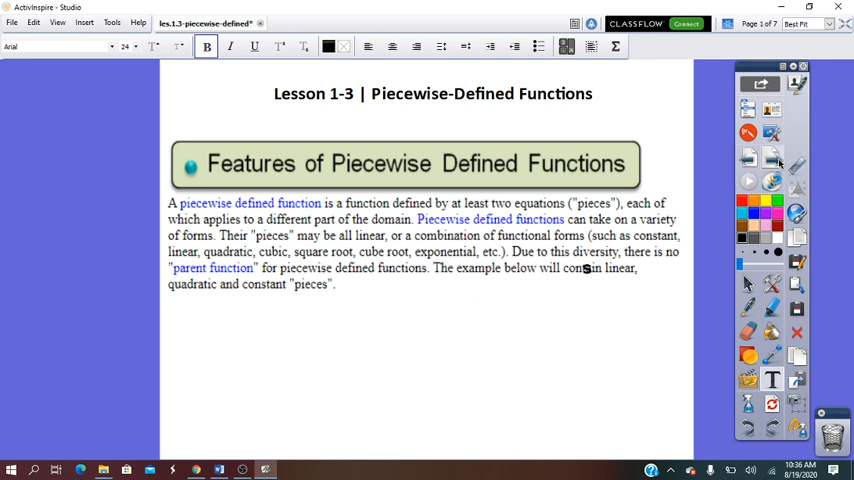 ActivInspire - Studio
File Edit View Insert Tools Help
les.1.3-piecewise-defined*
CLASSFLOW Connect
Page 1 of 7
Best Fit
Arial 24 B I U
Lesson 1-3 | Piecewise-Defined Functions
Features of Piecewise Defined Functions
A piecewise defined function is a function defined by at least two equations ("pieces"), each of
which applies to a different part of the domain. Piecewise defined functions can take on a variety
of forms. Their "pieces" may be all linear, or a combination of functional forms (such as constant,
linear, quadratic, cubic, square root, cube root, exponential, etc.). Due to this diversity, there is no
"parent function" for piecewise defined functions. The example below will consin linear,
quadratic and constant "pieces".
10:36 AM
8/19/2020